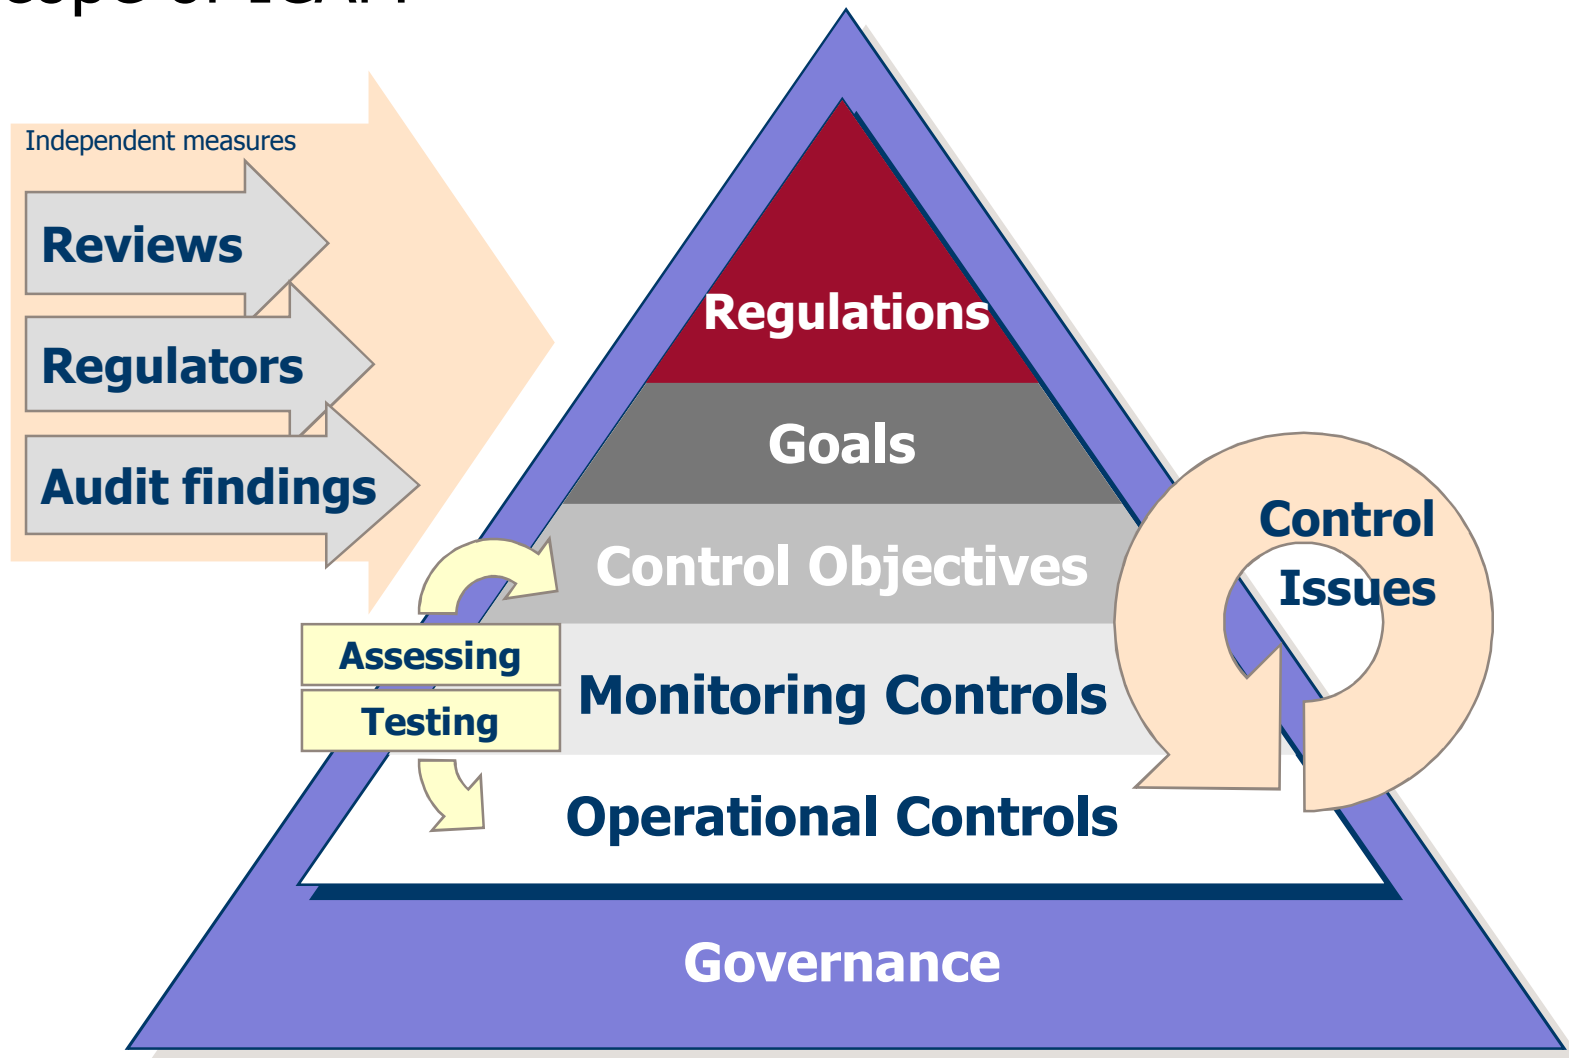 Independent measures
Reviews
Regulators
Audit findings
Regulations
Goals
Control Objectives
Assessing
Testing
Monitoring Controls
Operational Controls
Control
Issues
Governance